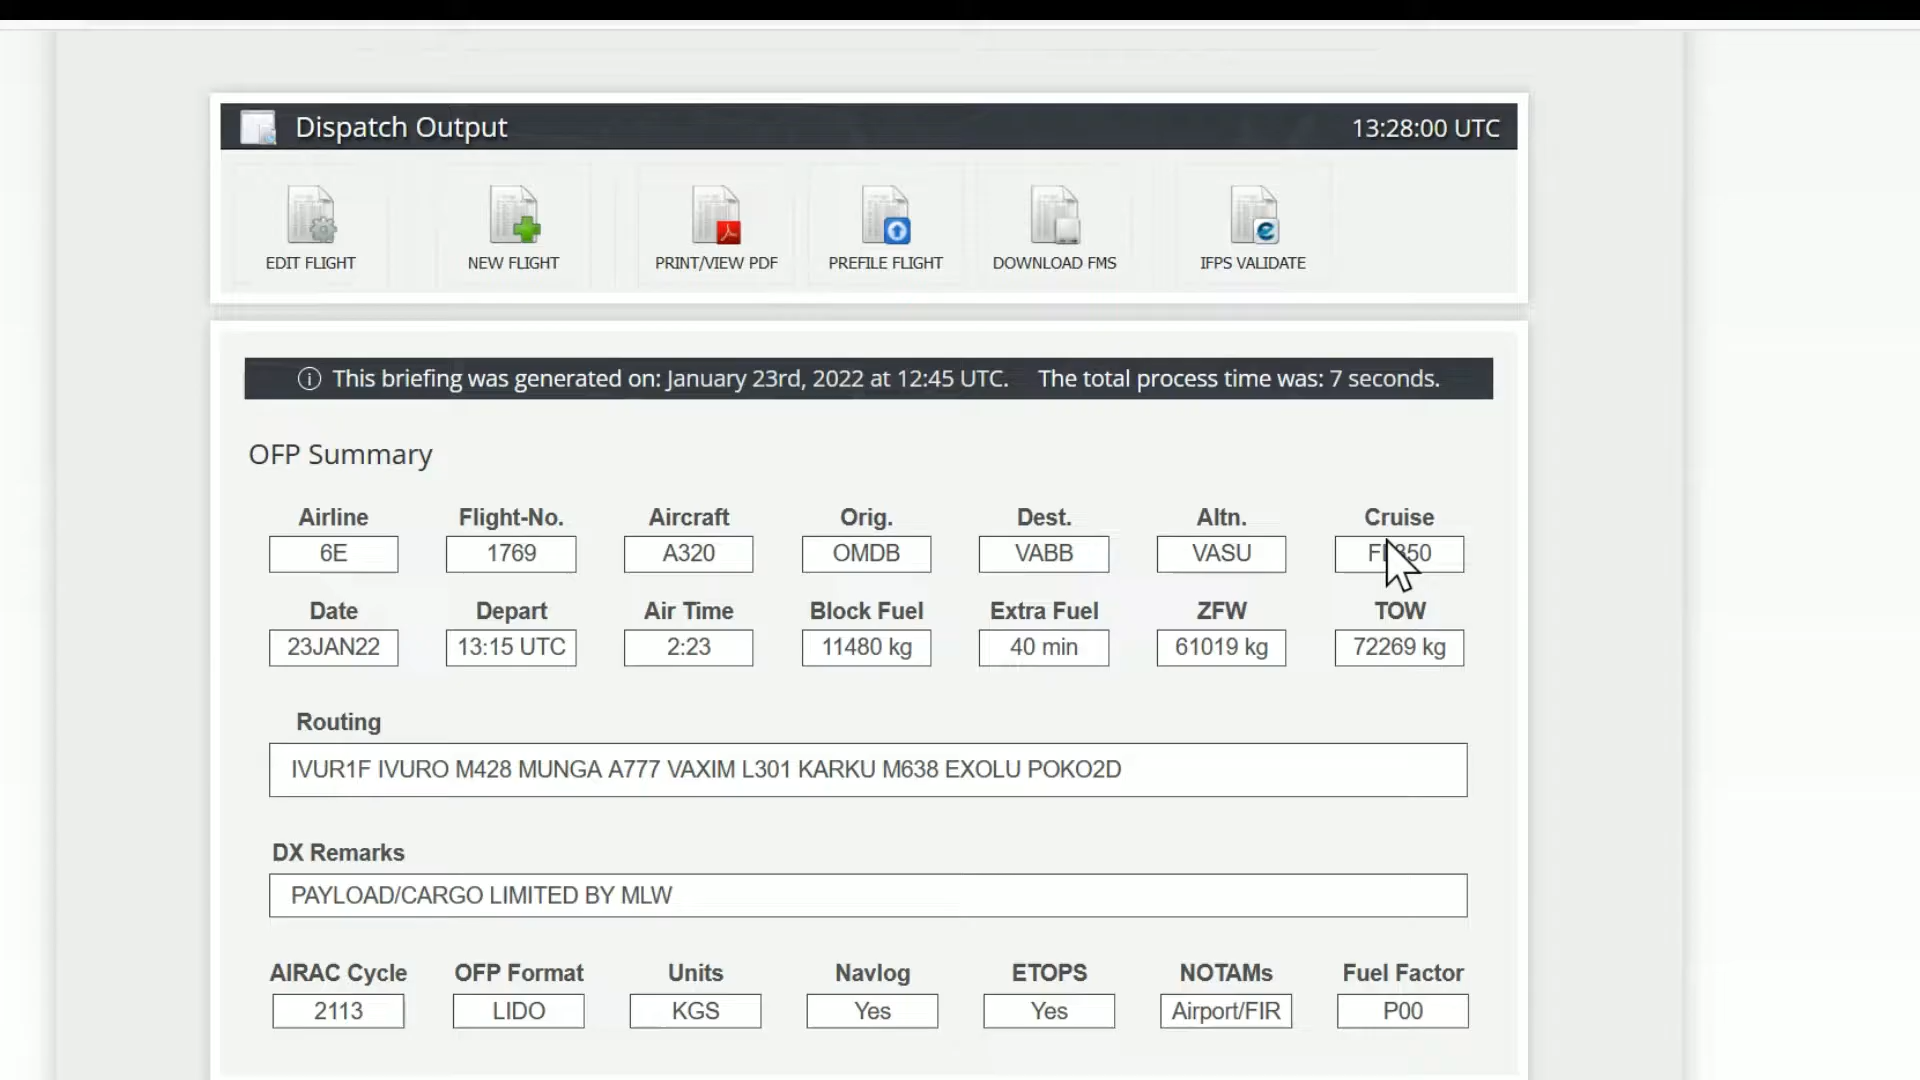 Dispatch Output 13:28:00 UTC
EDIT FLIGHT NEW FLIGHT PRINT/VIEW PDF PREFILE FLIGHT DOWNLOAD FMS IFPS VALIDATE
This briefing was generated on: January 23rd, 2022 at 12:45 UTC. The total process time was: 7 seconds.
OFP Summary
Airline Flight-No. Aircraft Orig. Dest. Altn. Cruise
6E 1769 A320 OMDB VABB VASU
Date Depart Air Time Block Fuel Extra Fuel ZFW TOW
23JAN22 13:15 UTC 2:23 11480 kg 40 min 61019 kg 72269 kg
Routing
IVUR1F IVURO M428 MUNGA A777 VAXIM L301 KARKU M638 EXOLU POKO2D
DX Remarks
PAYLOAD/CARGO LIMITED BY MLW
AIRAC Cycle OFP Format Units Navlog ETOPS NOTAMs Fuel Factor
2113 LIDO KGS Yes Yes Airport/FIR P00